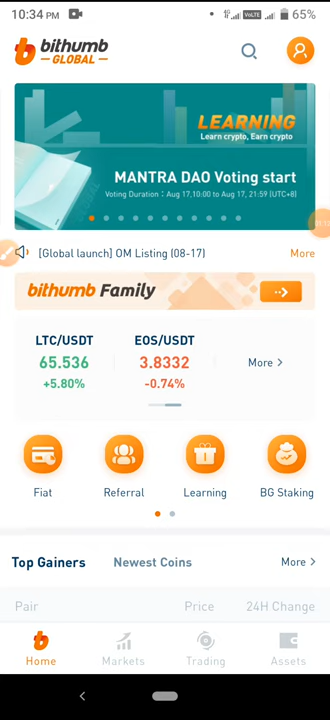 10:34 PM
VoLTE
65%
bithumb
GLOBAL
LEARNING
Learn crypto, Earn crypto
MANTRA DAO Voting start
Voting Duration : Aug 17,10:00 to Aug 17, 21:59 (UTC+8)
[Global launch] OM Listing (08-17)
More
bithumb Family
LTC/USDT
EOS/USDT
65.536
3.8332
More >
+5.80%
-0.74%
Fiat
Referral
Learning
BG Staking
Top Gainers
Newest Coins
More >
Pair
Price
24H Change
Home
Markets
Trading
Assets